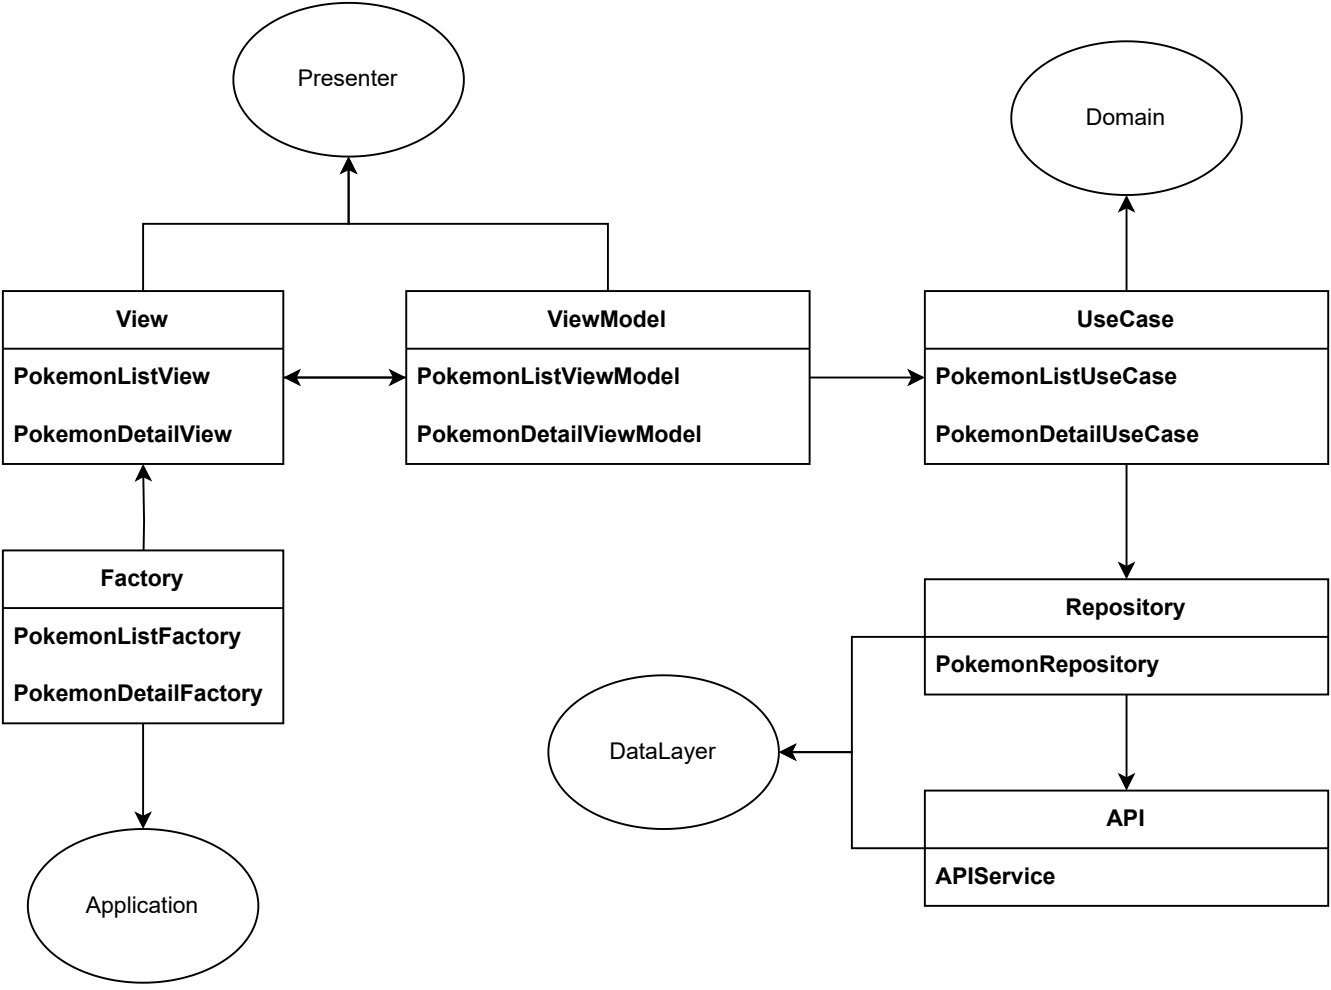 Presenter
Domain
View
PokemonListView
PokemonDetailView
ViewModel
PokemonListViewModel
PokemonDetailViewModel
UseCase
PokemonListUseCase
PokemonDetailUseCase
Factory
PokemonListFactory
PokemonDetailFactory
Repository
PokemonRepository
DataLayer
API
APIService
Application